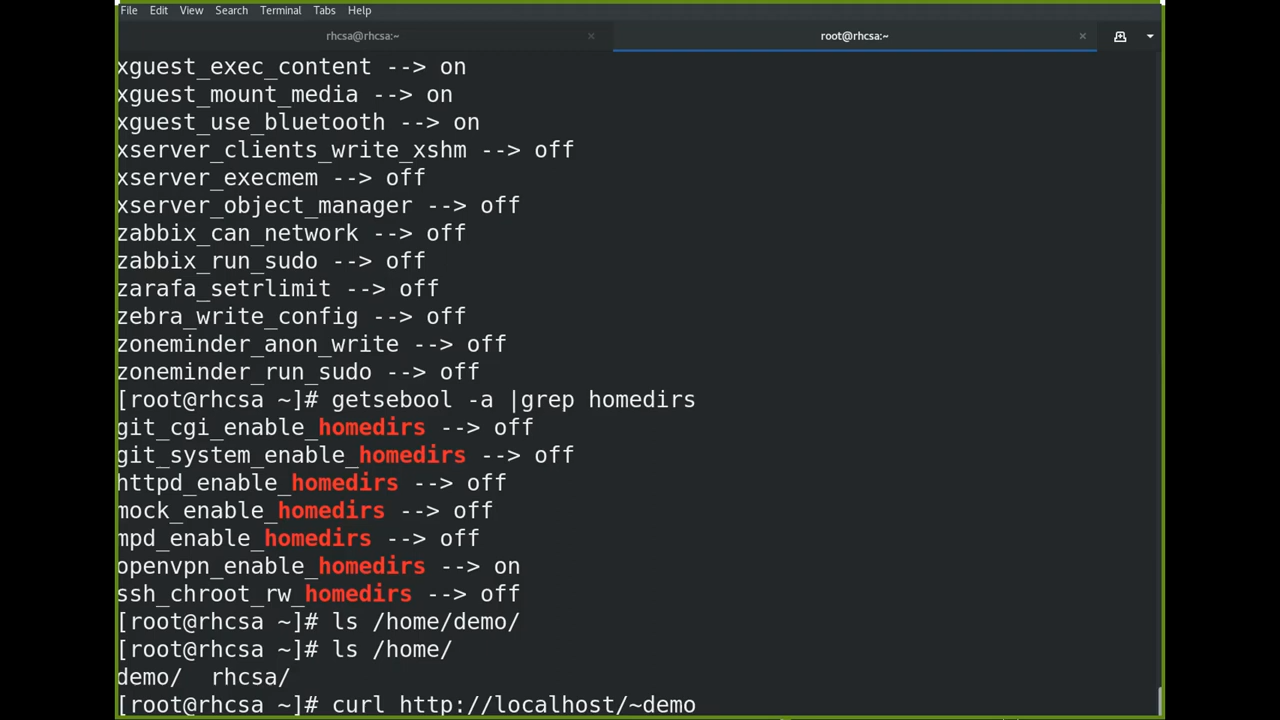 File Edit View Search Terminal Tabs Help
rhcsa@rhcsa:~ × root@rhcsa:~ ×
xguest_exec_content --> on
xguest_mount_media --> on
xguest_use_bluetooth --> on
xserver_clients_write_xshm --> off
xserver_execmem --> off
xserver_object_manager --> off
zabbix_can_network --> off
zabbix_run_sudo --> off
zarafa_setrlimit --> off
zebra_write_config --> off
zoneminder_anon_write --> off
zoneminder_run_sudo --> off
[root@rhcsa ~]# getsebool -a |grep homedirs
git_cgi_enable_homedirs --> off
git_system_enable_homedirs --> off
httpd_enable_homedirs --> off
mock_enable_homedirs --> off
mpd_enable_homedirs --> off
openvpn_enable_homedirs --> on
ssh_chroot_rw_homedirs --> off
[root@rhcsa ~]# ls /home/demo/
[root@rhcsa ~]# ls /home/
demo/  rhcsa/
[root@rhcsa ~]# curl http://localhost/~demo